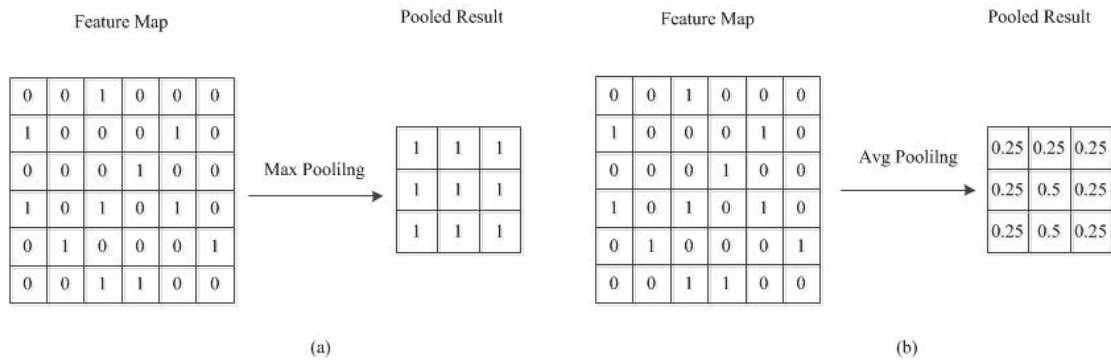 Feature Map
Pooled Result
0 0 1 0 0 0
1 0 0 0 1 0
0 0 0 1 0 0
1 0 1 0 1 0
0 1 0 0 0 1
0 0 1 1 0 0
Max Poolilng
1 1 1
1 1 1
1 1 1
(a)
Feature Map
Pooled Result
0 0 1 0 0 0
1 0 0 0 1 0
0 0 0 1 0 0
1 0 1 0 1 0
0 1 0 0 0 1
0 0 1 1 0 0
Avg Poolilng
0.25 0.25 0.25
0.25 0.5 0.25
0.25 0.5 0.25
(b)